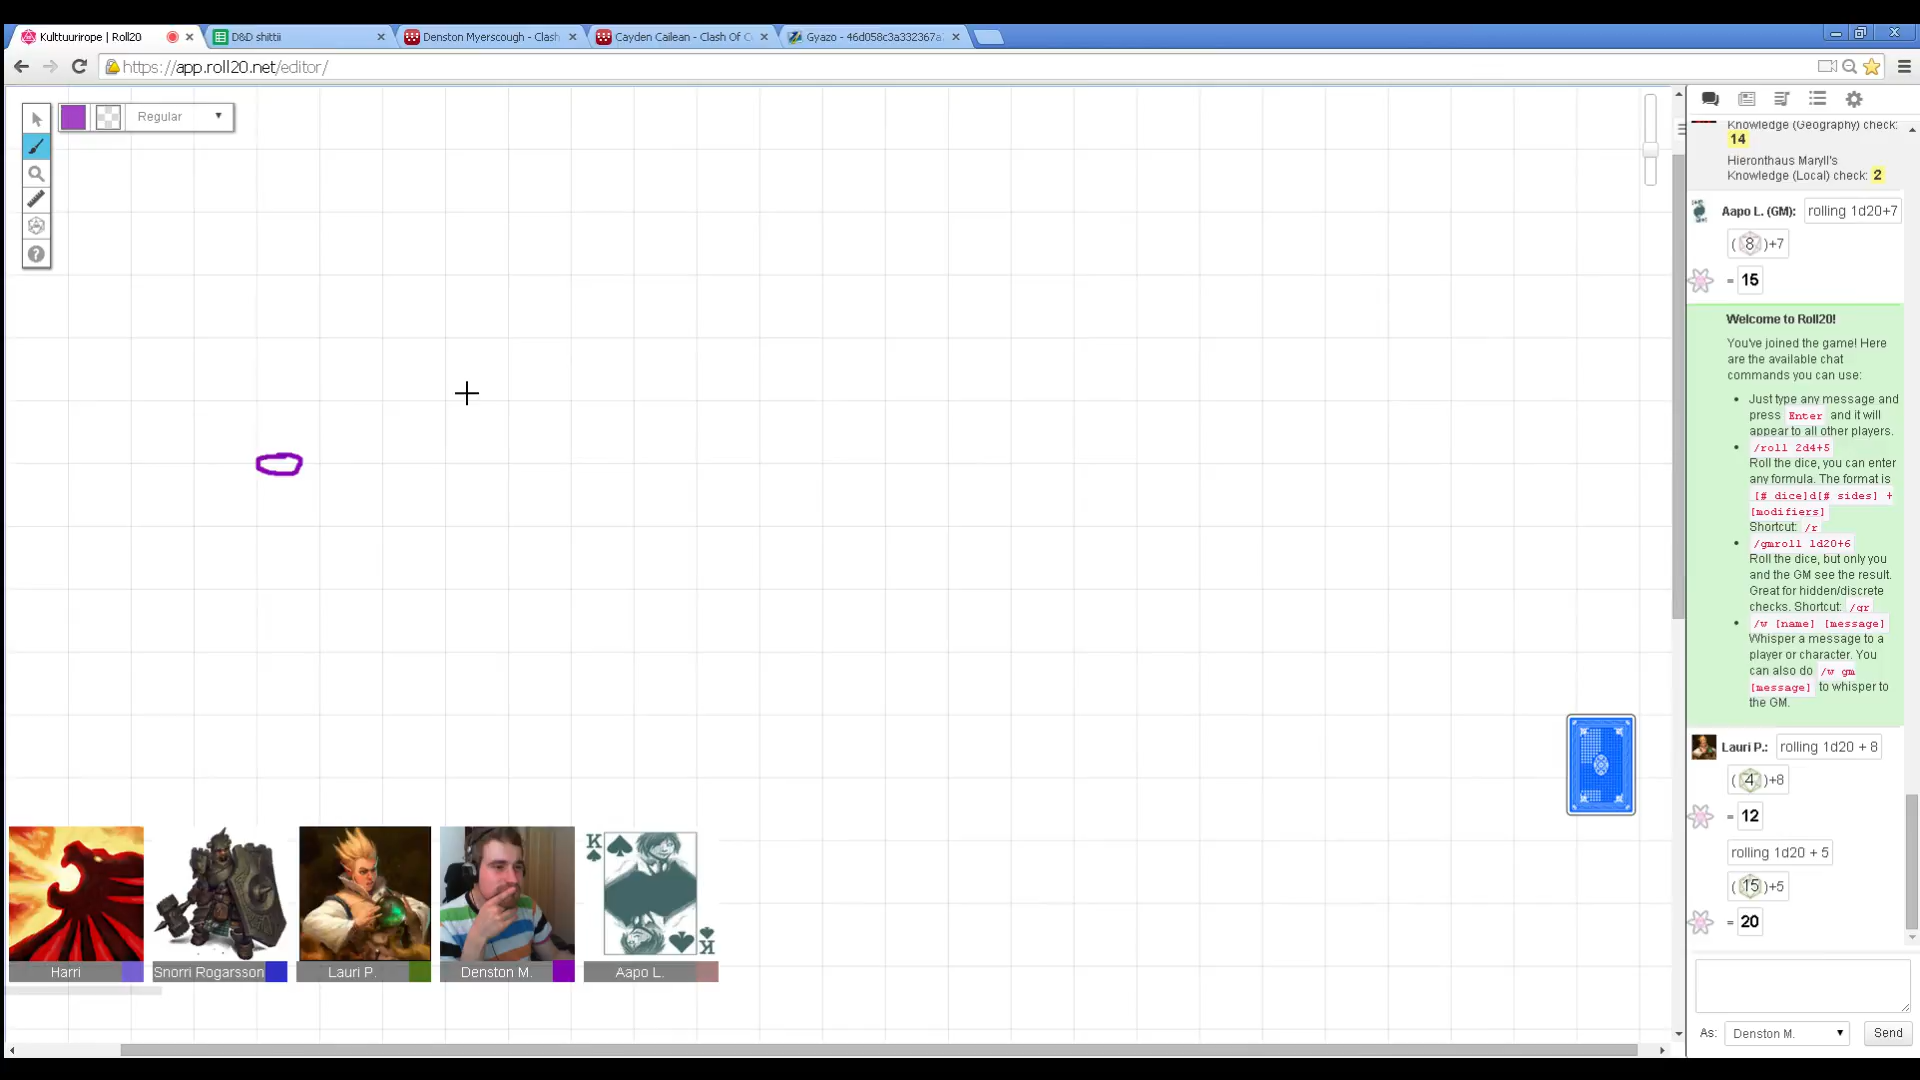 Kulttuurirope | Roll20
D&D shittii
Denston Myerscough - Clash
Cayden Cailean - Clash Of C
Gyazo - 46d058c3a332367a
https://app.roll20.net/editor/
Regular
Knowledge (Geography) check:
14
Hieronthaus Maryll's
Knowledge (Local) check: 2
Aapo L. (GM): rolling 1d20+7
(8)+7
= 15
Welcome to Roll20!
You've joined the game! Here
are the available chat
commands you can use:
• Just type any message and
press Enter and it will
appear to all other players.
• /roll 2d4+5
Roll the dice, you can enter
any formula. The format is
[# dice]d[# sides] +
[modifiers]
Shortcut: /r
• /gmroll 1d20+6
Roll the dice, but only you
and the GM see the result.
Great for hidden/discrete
checks. Shortcut: /gr
• /w [name] [message]
Whisper a message to a
player or character. You
can also do /w gm
[message] to whisper to
the GM.
Lauri P.: rolling 1d20 + 8
(4)+8
= 12
rolling 1d20 + 5
(15)+5
= 20
K
K
Harri
Snorri Rogarsson
Lauri P.
Denston M.
Aapo L.
As: Denston M.
Send